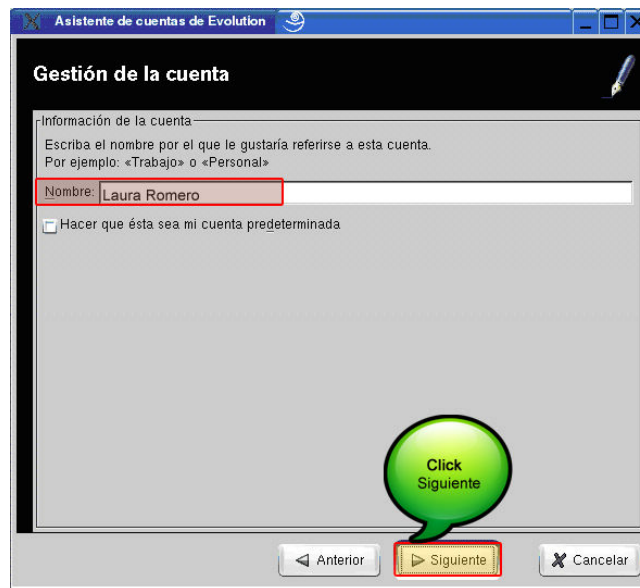 Asistente de cuentas de Evolution
Gestión de la cuenta
Información de la cuenta
Escriba el nombre por el que le gustaría referirse a esta cuenta.
Por ejemplo: «Trabajo» o «Personal»
Nombre: Laura Romero
Hacer que ésta sea mi cuenta predeterminada
Click
Siguiente
Anterior Siguiente Cancelar